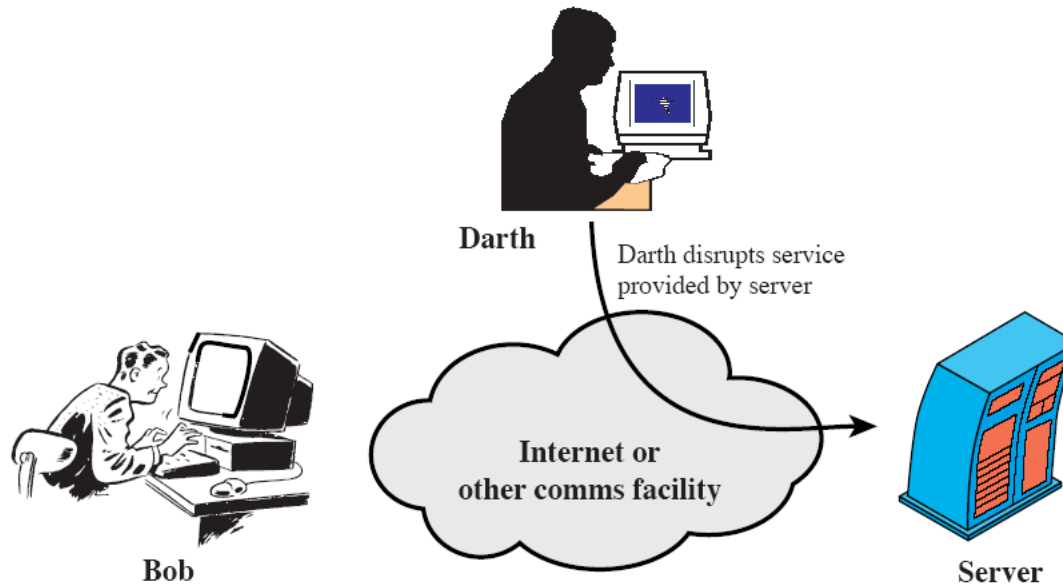 Darth
Darth disrupts service
provided by server
Internet or
other comms facility
Bob
Server